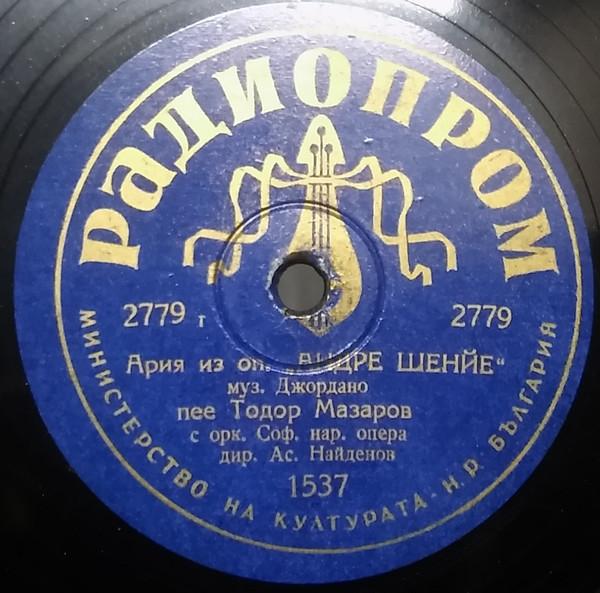 РАДИОПРОМ
2779 г 2779
Ария из оп. „АНДРЕ ШЕНЙЕ“
муз. Джордано
пее Тодор Мазаров
с орк. Соф. нар. опера
дир. Ас. Найденов
1537
МИНИСТЕРСТВО НА КУЛТУРАТА - Н.Р. БЪЛГАРИЯ